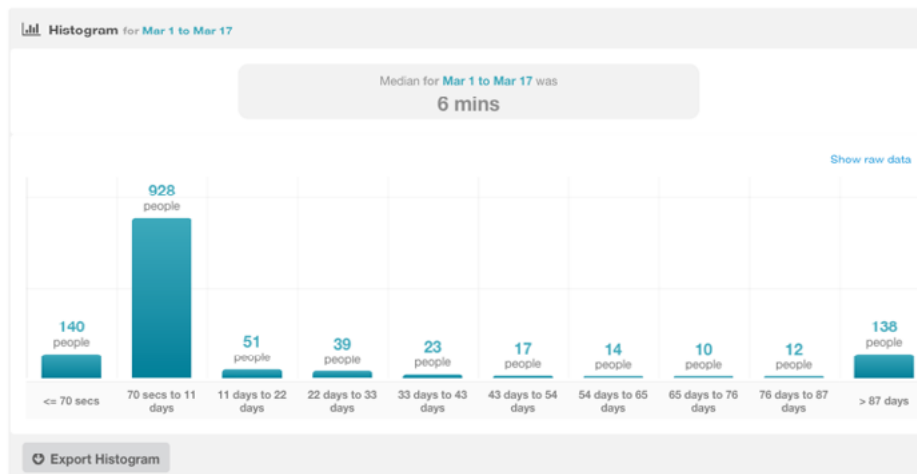 Histogram for Mar 1 to Mar 17
Median for Mar 1 to Mar 17 was
6 mins
Show raw data
928
people
140
people
51
people
39
people
23
people
17
people
14
people
10
people
12
people
138
people
<= 70 secs
70 secs to 11
days
11 days to 22
days
22 days to 33
days
33 days to 43
days
43 days to 54
days
54 days to 65
days
65 days to 76
days
76 days to 87
days
> 87 days
Export Histogram